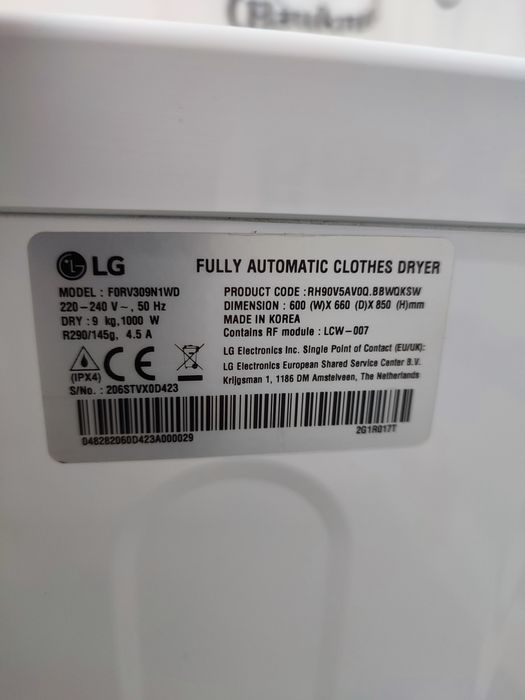 LG
FULLY AUTOMATIC CLOTHES DRYER
MODEL : F0RV309N1WD
220-240 V~, 50 Hz
DRY : 9 kg,1000 W
R290/145g, 4.5 A
PRODUCT CODE :RH90V5AV0Q.BBWQKSW
DIMENSION : 600 (W)X 660 (D)X 850 (H)mm
MADE IN KOREA
Contains RF module : LCW-007
(IPX4)
CE
LG Electronics Inc. Single Point of Contact (EU/UK):
LG Electronics European Shared Service Center B.V.
Krijgsman 1, 1186 DM Amstelveen, The Netherlands
S/No. : 206STVX0D423
048282060D423A000029
2G1R017T